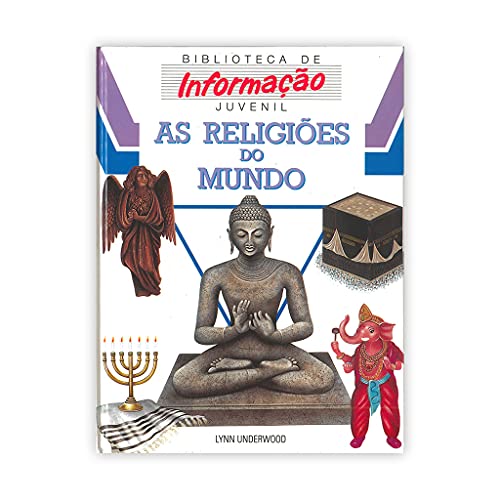 BIBLIOTECA DE
Informação
JUVENIL
AS RELIGIÕES
DO
MUNDO
LYNN UNDERWOOD